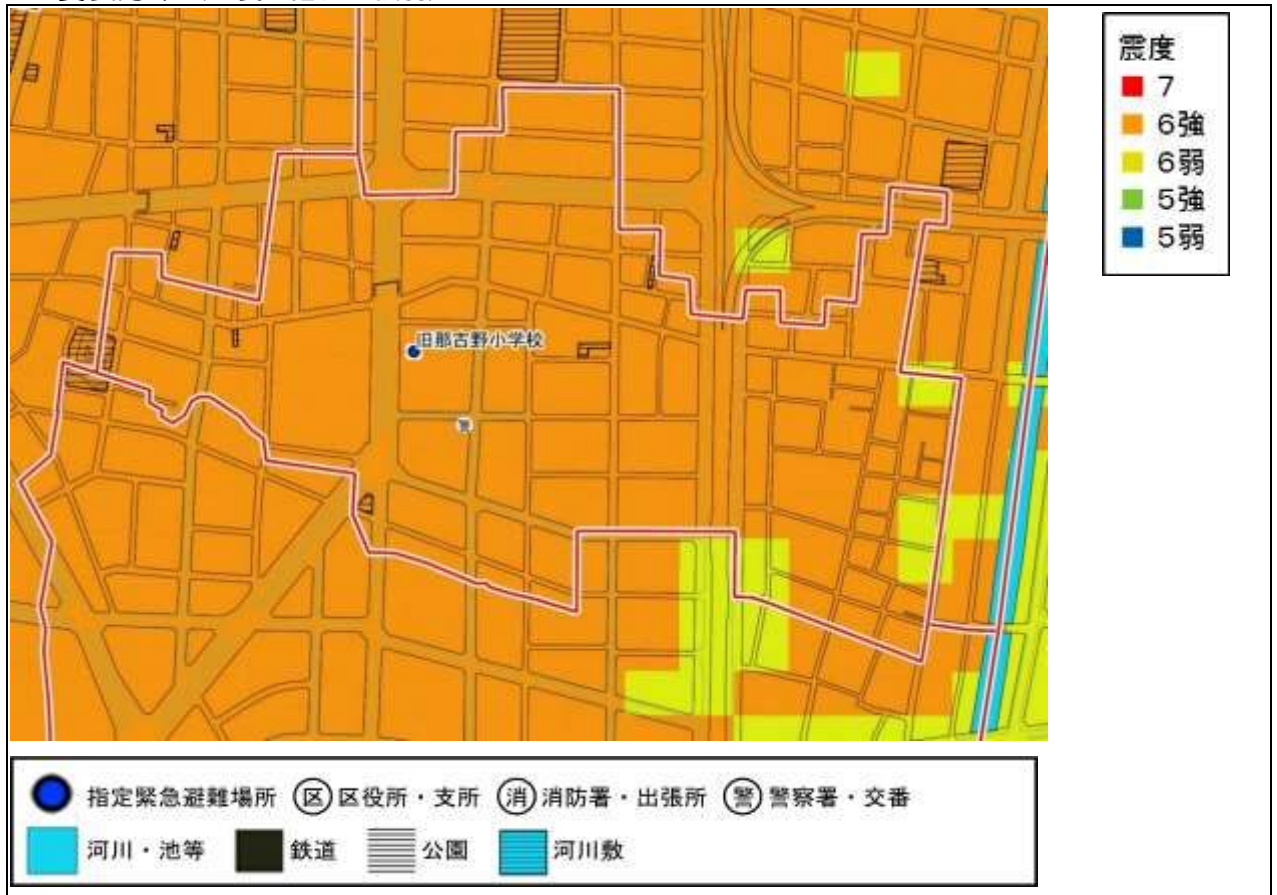 震度
7
6強
6弱
5強
5弱
旧那古野小学校
警
指定緊急避難場所 区 区役所・支所 消 消防署・出張所 警 警察署・交番
河川・池等 鉄道 公園 河川敷